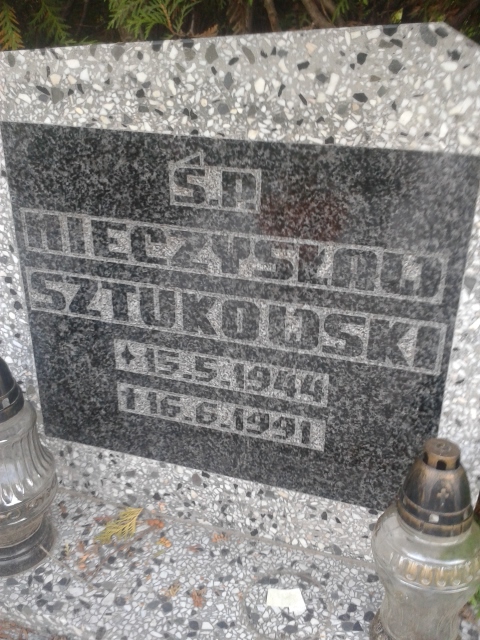 Ś.P.
MIECZYSŁAW
SZTUKOWSKI
✦ 15.5.1944
† 16.6.1991